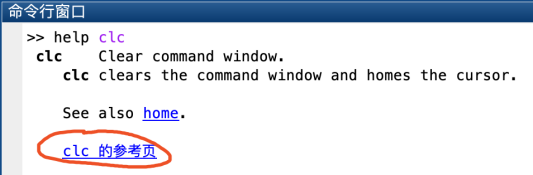 命令行窗口
>> help clc
clc    Clear command window.
clc clears the command window and homes the cursor.
See also home.
clc 的参考页